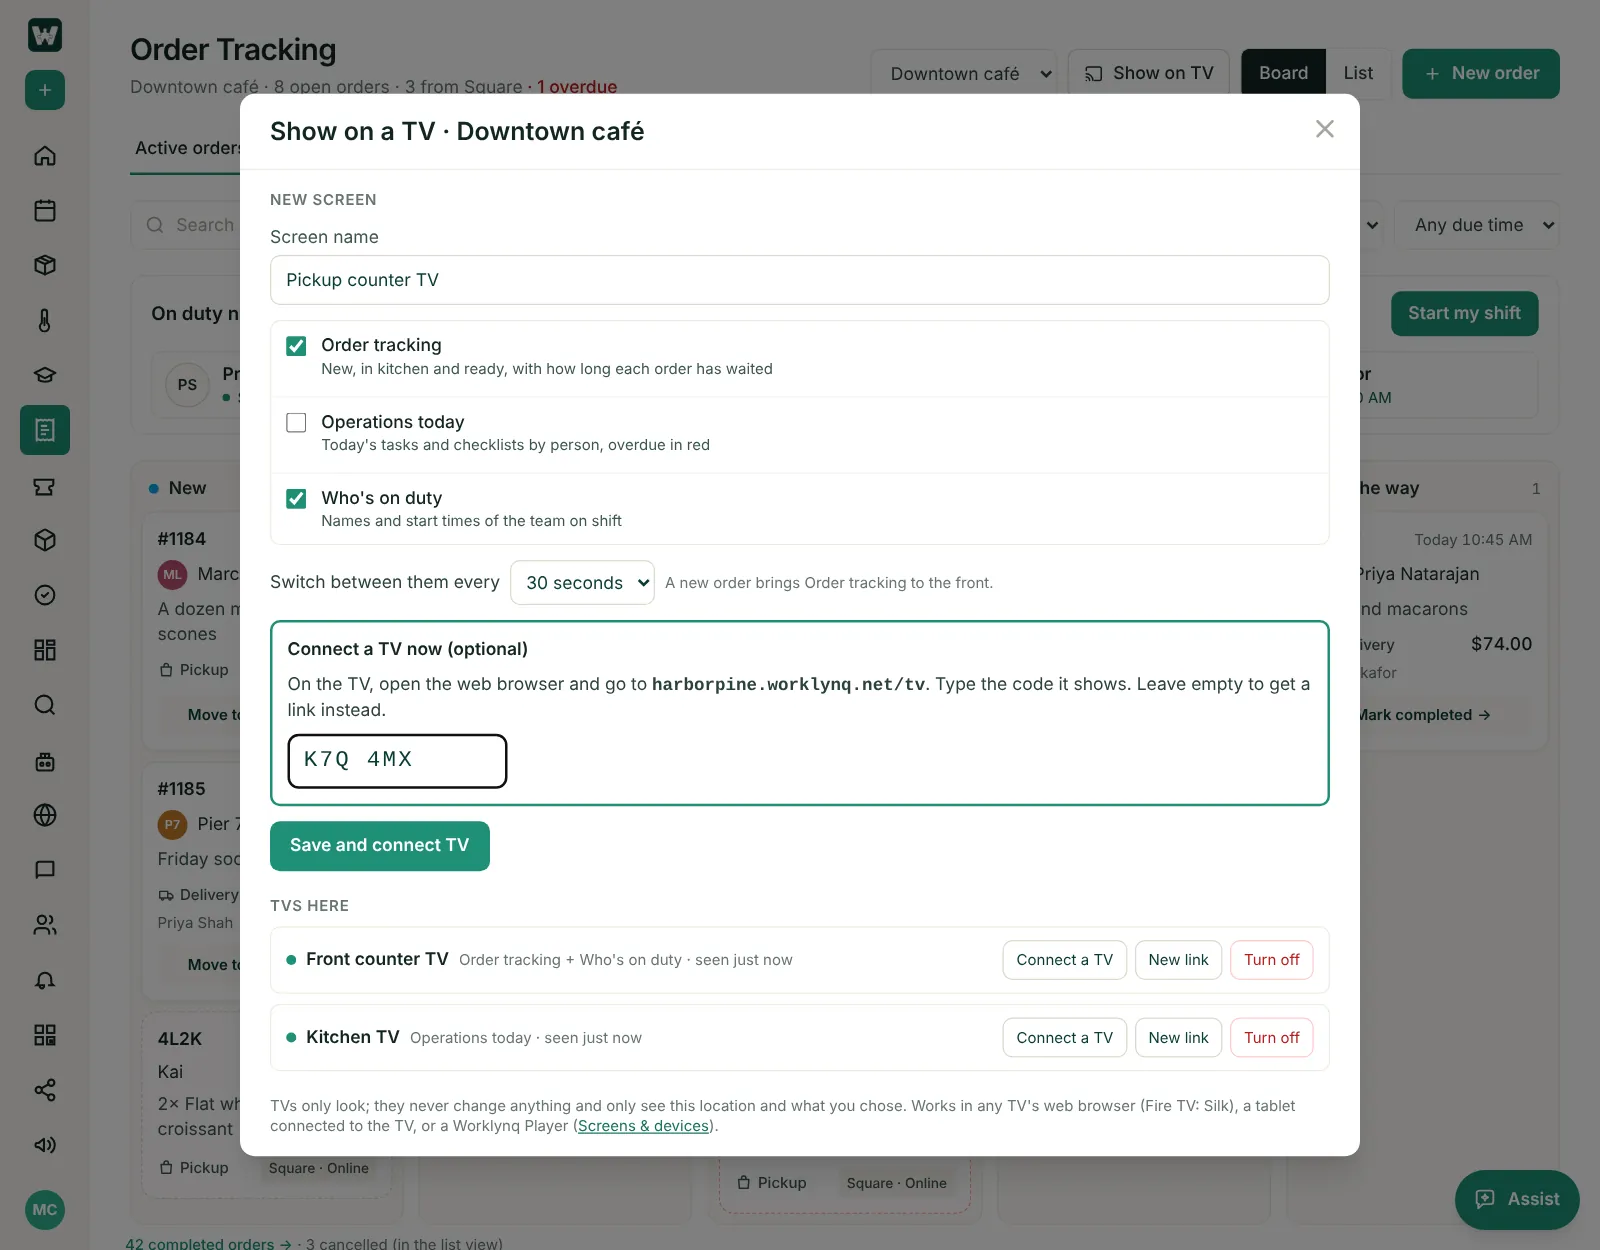 W
Order Tracking
Downtown café · 8 open orders · 3 from Square · 1 overdue
Downtown café
Show on TV
Board
List
+ New order
Active orders
Search
Any due time
On duty
Start my shift
PS
AM
Show on a TV · Downtown café
NEW SCREEN
Screen name
Pickup counter TV
Order tracking
New, in kitchen and ready, with how long each order has waited
Operations today
Today's tasks and checklists by person, overdue in red
Who's on duty
Names and start times of the team on shift
Switch between them every
30 seconds
A new order brings Order tracking to the front.
Connect a TV now (optional)
On the TV, open the web browser and go to harborpine.worklynq.net/tv. Type the code it shows. Leave empty to get a
link instead.
K7Q 4MX
Save and connect TV
TVS HERE
Front counter TV
Order tracking + Who's on duty · seen just now
Connect a TV
New link
Turn off
Kitchen TV
Operations today · seen just now
Connect a TV
New link
Turn off
TVs only look; they never change anything and only see this location and what you chose. Works in any TV's web browser (Fire TV: Silk), a tablet
connected to the TV, or a Worklynq Player (Screens & devices).
New
#1184
ML
Marc
A dozen
scones
Pickup
Move to
#1185
P7
Pier 7
Friday
Delivery
Priya Shah
Move to
4L2K
Kai
2× Flat
croissant
Pickup
Square · Online
Pickup
Square · Online
way
1
Today 10:45 AM
Priya Natarajan
macarons
$74.00
Mark completed →
42 completed orders → · 3 cancelled (in the list view)
MC
Assist